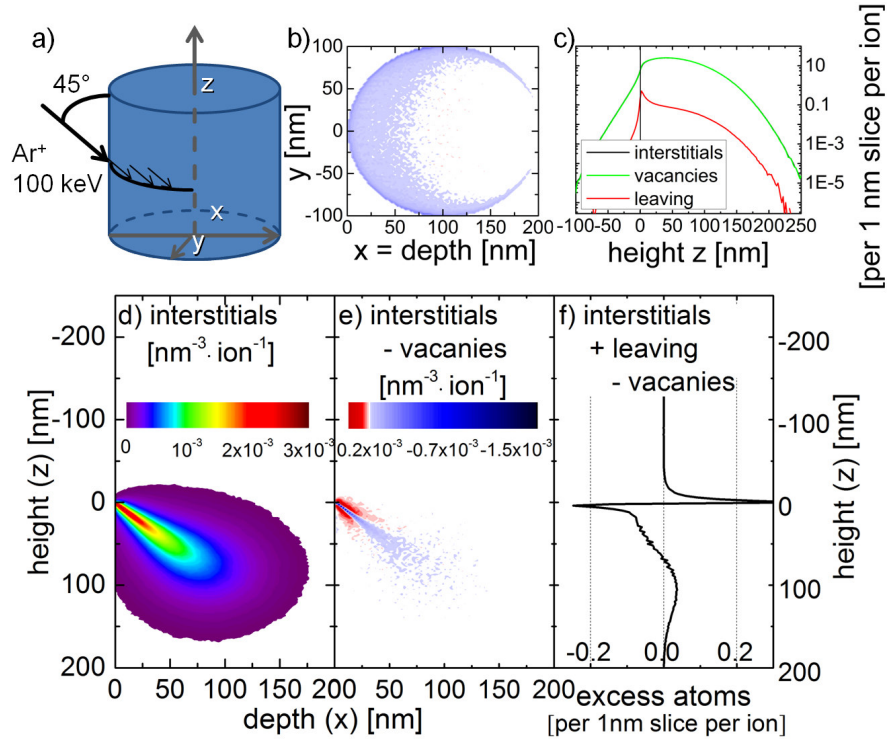 a)
45°
z
Ar+
100 keV
x
y
b)
100
50
0
-50
-100
y [nm]
0 50 100 150 200
x = depth [nm]
c)
10
0.1
1E-3
1E-5
interstitials
vacancies
leaving
-100 -50 0 50 100 150 200 250
height z [nm]
[per 1 nm slice per ion]
d) interstitials
[nm-3· ion-1]
0 10-3 2x10-3 3x10-3
-200
-100
0
100
200
height (z) [nm]
0 50 100 150 200
depth (x) [nm]
e) interstitials
- vacanies
[nm-3· ion-1]
0.2x10-3 -0.7x10-3 -1.5x10-3
50 100 150 200
f) interstitials
+ leaving
- vacanies
-0.2 0.0 0.2
excess atoms
[per 1nm slice per ion]
-200
-100
0
100
200
height (z) [nm]